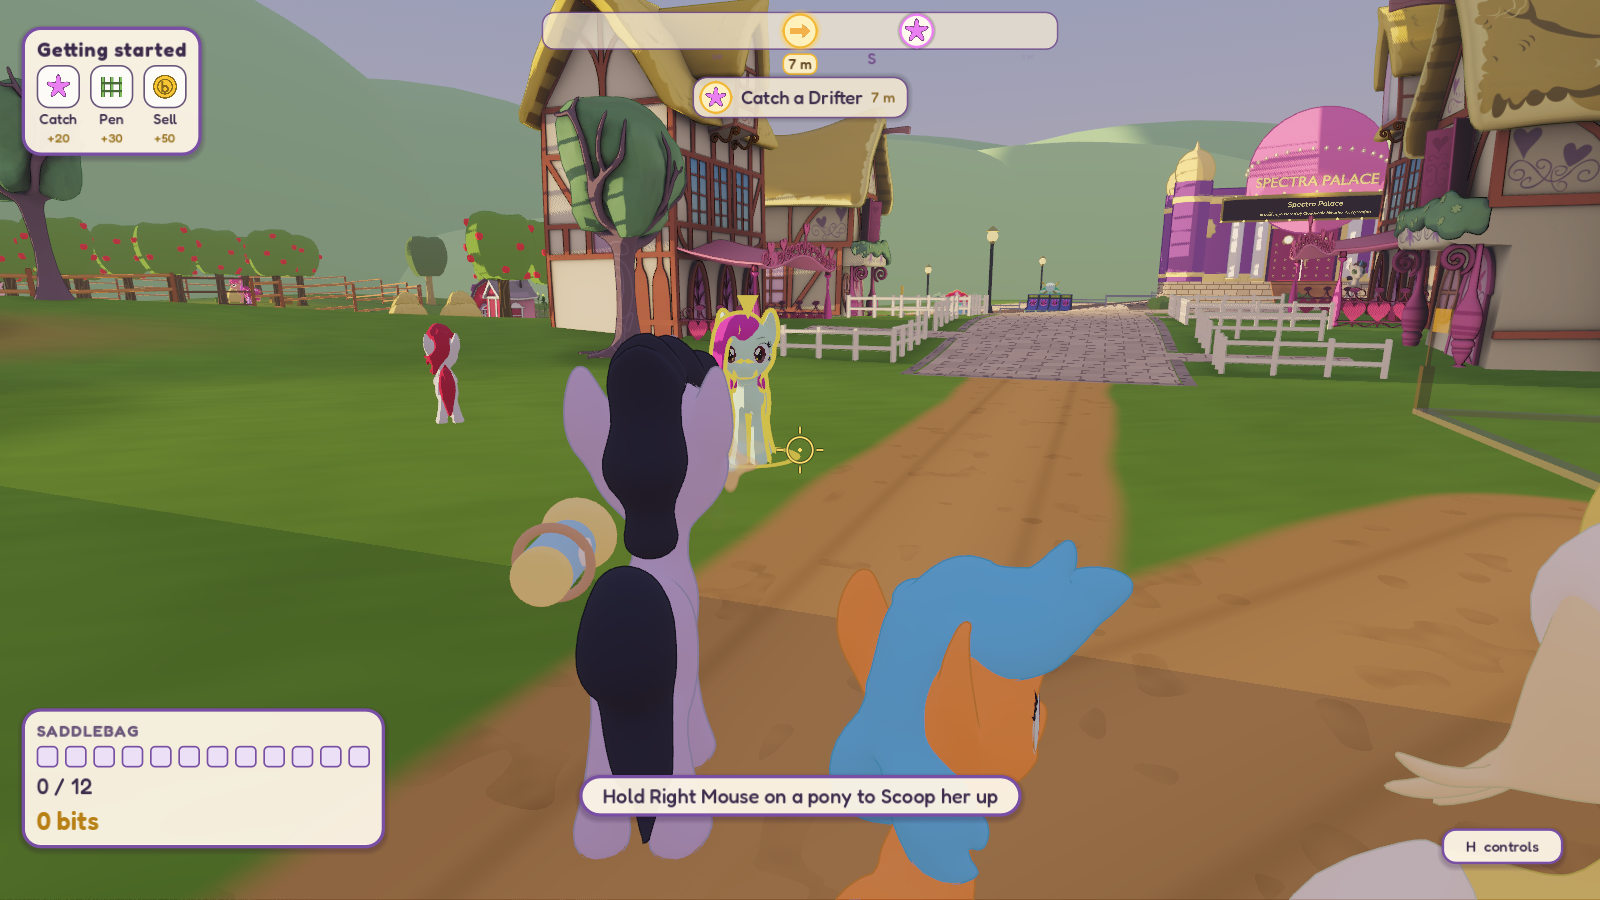 Getting started
Catch
Pen
Sell
+20
+30
+50
7 m
S
Catch a Drifter 7 m
SPECTRA PALACE
Spectra Palace
SADDLEBAG
0 / 12
0 bits
Hold Right Mouse on a pony to Scoop her up
H controls